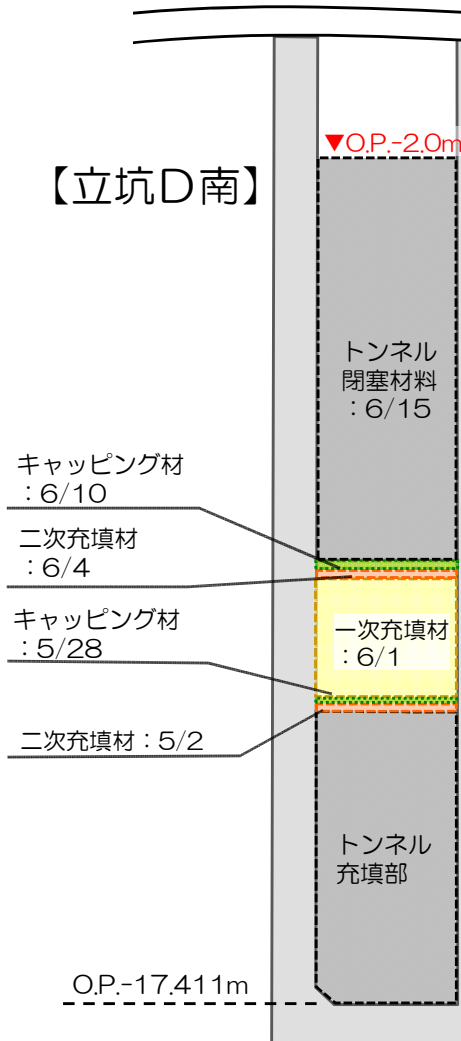 ▼O.P.-2.0m
【立坑D南】
トンネル
閉塞材料
：6/15
キャッピング材
：6/10
二次充填材
：6/4
キャッピング材
：5/28
一次充填材
：6/1
二次充填材：5/2
トンネル
充填部
O.P.-17.411m